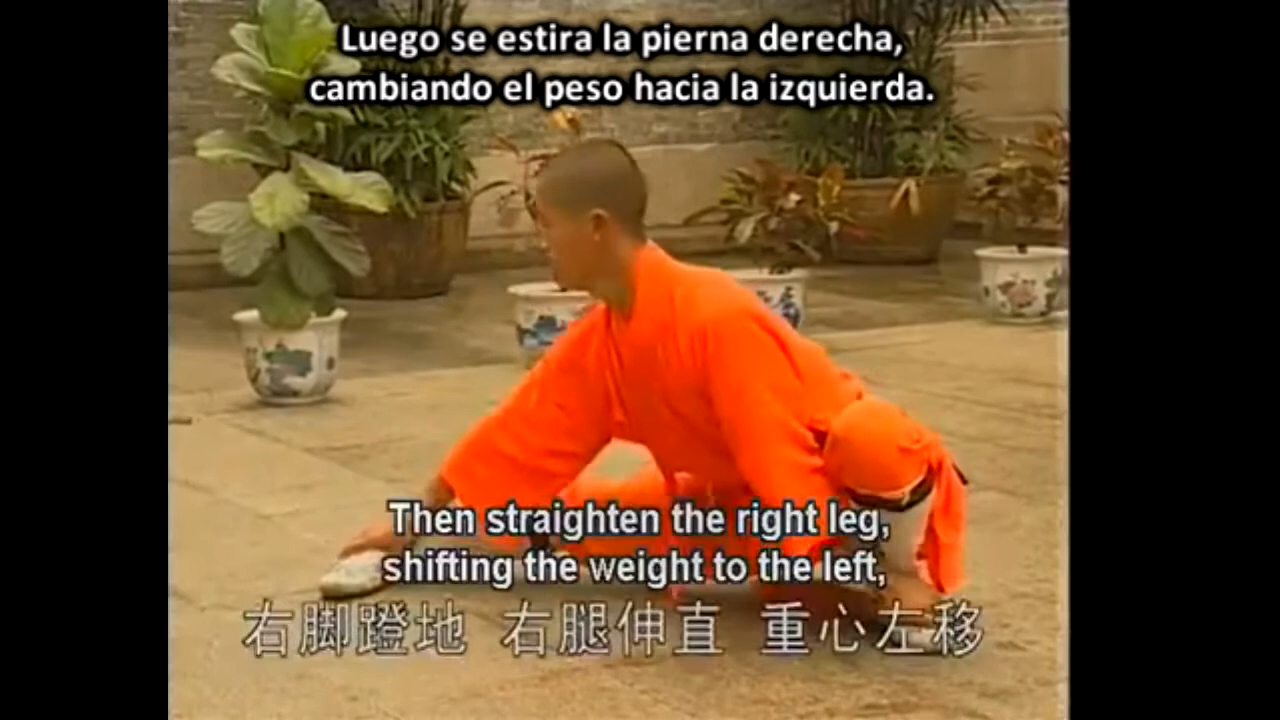 Luego se estira la pierna derecha,
cambiando el peso hacia la izquierda.
Then straighten the right leg,
shifting the weight to the left,
右脚蹬地 右腿伸直 重心左移